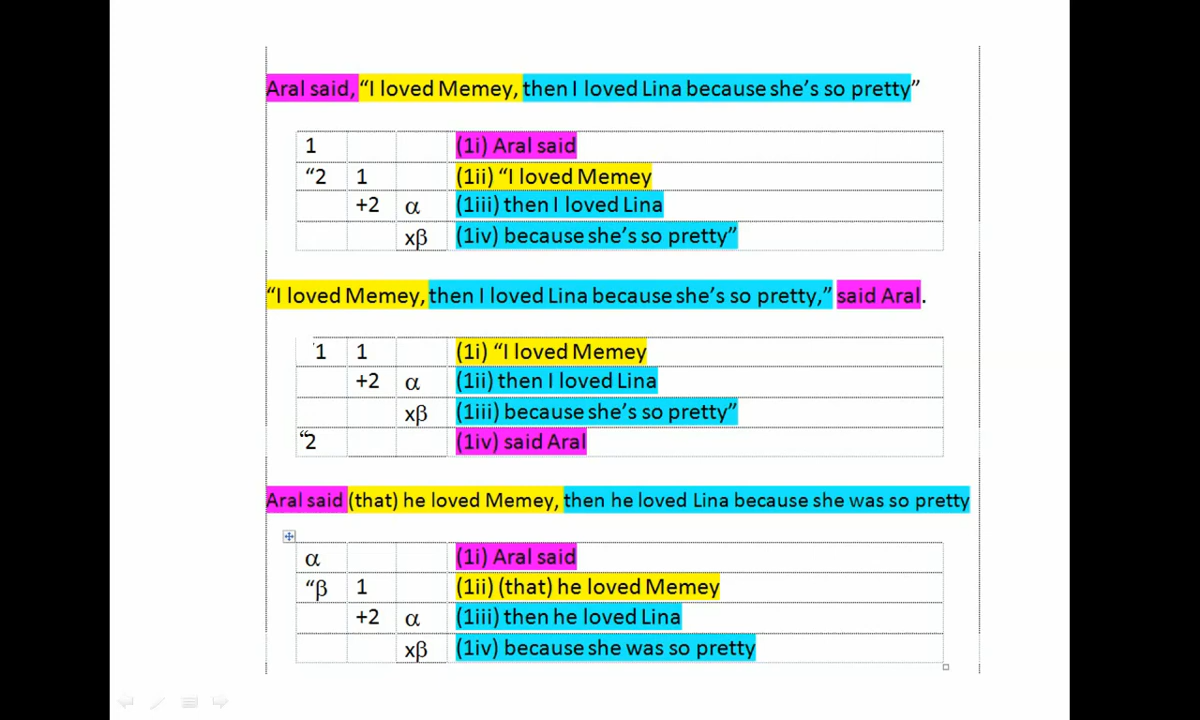 Aral said, “I loved Memey, then I loved Lina because she’s so pretty”
1 (1i) Aral said
“2 1 (1ii) “I loved Memey
+2 α (1iii) then I loved Lina
xβ (1iv) because she’s so pretty”
“I loved Memey, then I loved Lina because she’s so pretty,” said Aral.
‘1 1 (1i) “I loved Memey
+2 α (1ii) then I loved Lina
xβ (1iii) because she’s so pretty”
“2 (1iv) said Aral
Aral said (that) he loved Memey, then he loved Lina because she was so pretty
α (1i) Aral said
“β 1 (1ii) (that) he loved Memey
+2 α (1iii) then he loved Lina
xβ (1iv) because she was so pretty